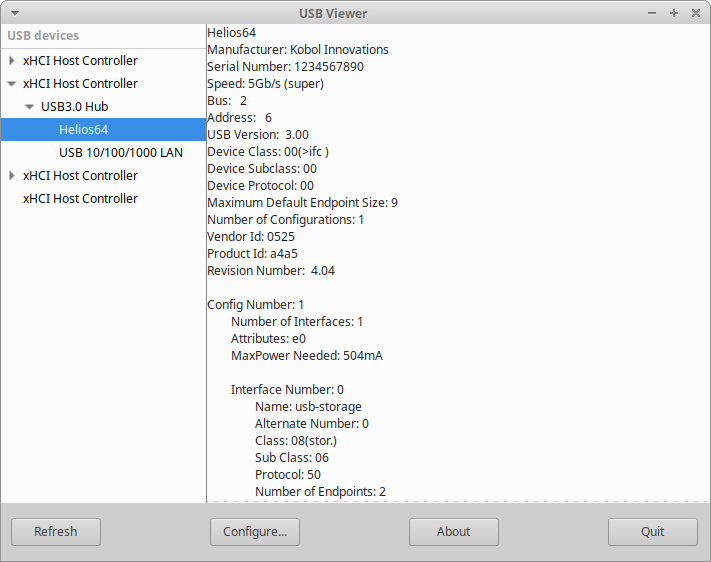 USB Viewer
USB devices
xHCI Host Controller
xHCI Host Controller
USB3.0 Hub
Helios64
USB 10/100/1000 LAN
xHCI Host Controller
xHCI Host Controller
Helios64
Manufacturer: Kobol Innovations
Serial Number: 1234567890
Speed: 5Gb/s (super)
Bus:   2
Address:   6
USB Version:  3.00
Device Class: 00(>ifc )
Device Subclass: 00
Device Protocol: 00
Maximum Default Endpoint Size: 9
Number of Configurations: 1
Vendor Id: 0525
Product Id: a4a5
Revision Number:  4.04
Config Number: 1
Number of Interfaces: 1
Attributes: e0
MaxPower Needed: 504mA
Interface Number: 0
Name: usb-storage
Alternate Number: 0
Class: 08(stor.)
Sub Class: 06
Protocol: 50
Number of Endpoints: 2
Refresh
Configure...
About
Quit